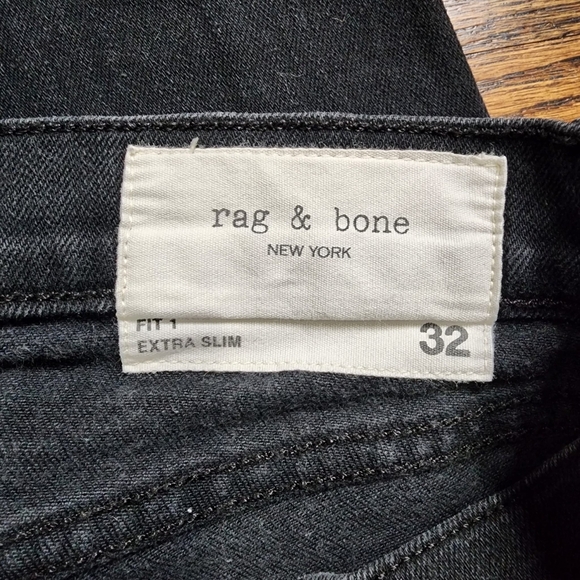 rag & bone
NEW YORK
FIT 1
EXTRA SLIM
32